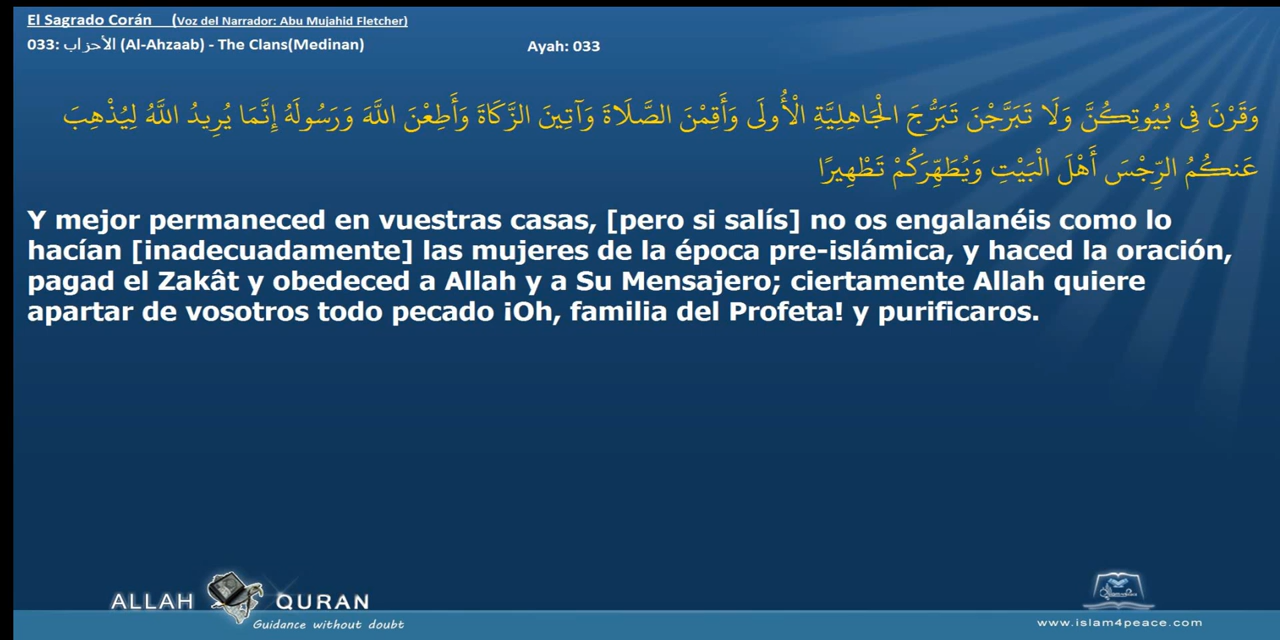 El Sagrado Corán (Voz del Narrador: Abu Mujahid Fletcher)
033: الأحزاب (Al-Ahzaab) - The Clans(Medinan) Ayah: 033
وَقَرْنَ فِي بُيُوتِكُنَّ وَلَا تَبَرَّجْنَ تَبَرُّجَ الْجَاهِلِيَّةِ الْأُولَى وَأَقِمْنَ الصَّلَاةَ وَآتِينَ الزَّكَاةَ وَأَطِعْنَ اللَّهَ وَرَسُولَهُ إِنَّمَا يُرِيدُ اللَّهُ لِيُذْهِبَ
عَنكُمُ الرِّجْسَ أَهْلَ الْبَيْتِ وَيُطَهِّرَكُمْ تَطْهِيرًا
Y mejor permaneced en vuestras casas, [pero si salís] no os engalanéis como lo
hacían [inadecuadamente] las mujeres de la época pre-islámica, y haced la oración,
pagad el Zakât y obedeced a Allah y a Su Mensajero; ciertamente Allah quiere
apartar de vosotros todo pecado ¡Oh, familia del Profeta! y purificaros.
ALLAH QURAN
Guidance without doubt
www.islam4peace.com